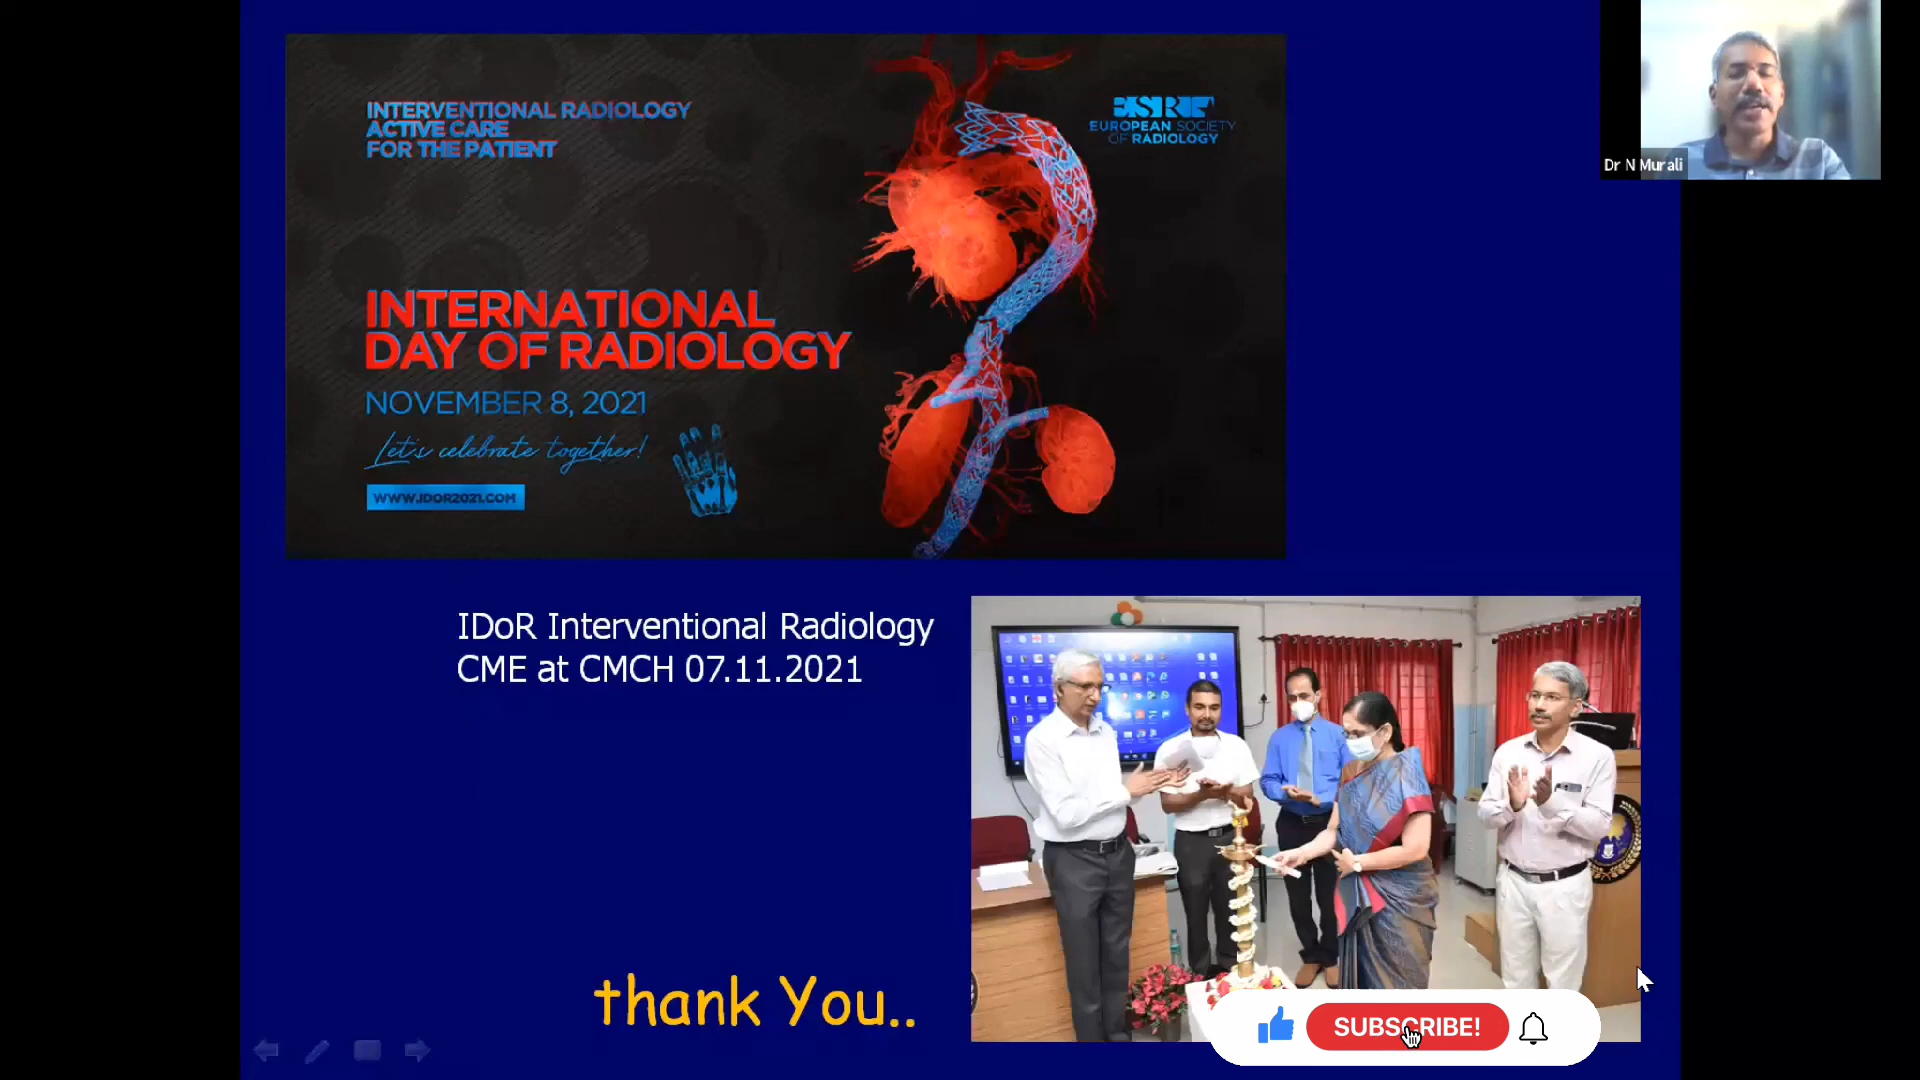 INTERVENTIONAL RADIOLOGY
ACTIVE CARE
FOR THE PATIENT
ESR
EUROPEAN SOCIETY
OF RADIOLOGY
Dr N Murali
INTERNATIONAL
DAY OF RADIOLOGY
NOVEMBER 8, 2021
Let's celebrate together!
WWW.IDOR2021.COM
IDoR Interventional Radiology
CME at CMCH 07.11.2021
thank You..
SUBSCRIBE!